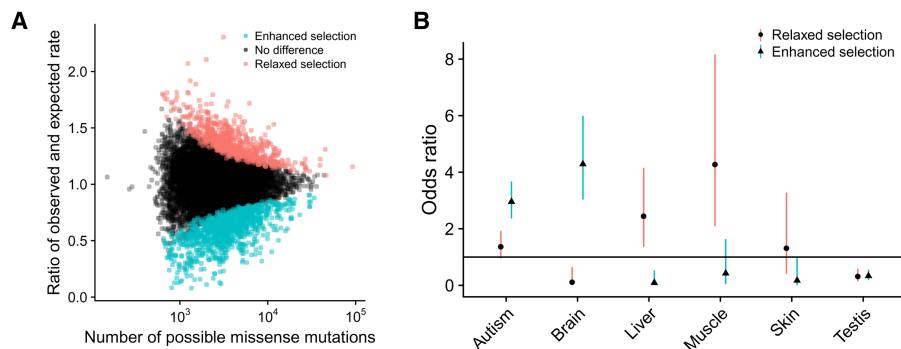 A
Ratio of observed and expected rate
2.0
1.5
1.0
0.5
0.0
Enhanced selection
No difference
Relaxed selection
10³
10⁴
10⁵
Number of possible missense mutations
B
Odds ratio
8
6
4
2
0
Relaxed selection
Enhanced selection
Autism
Brain
Liver
Muscle
Skin
Testis